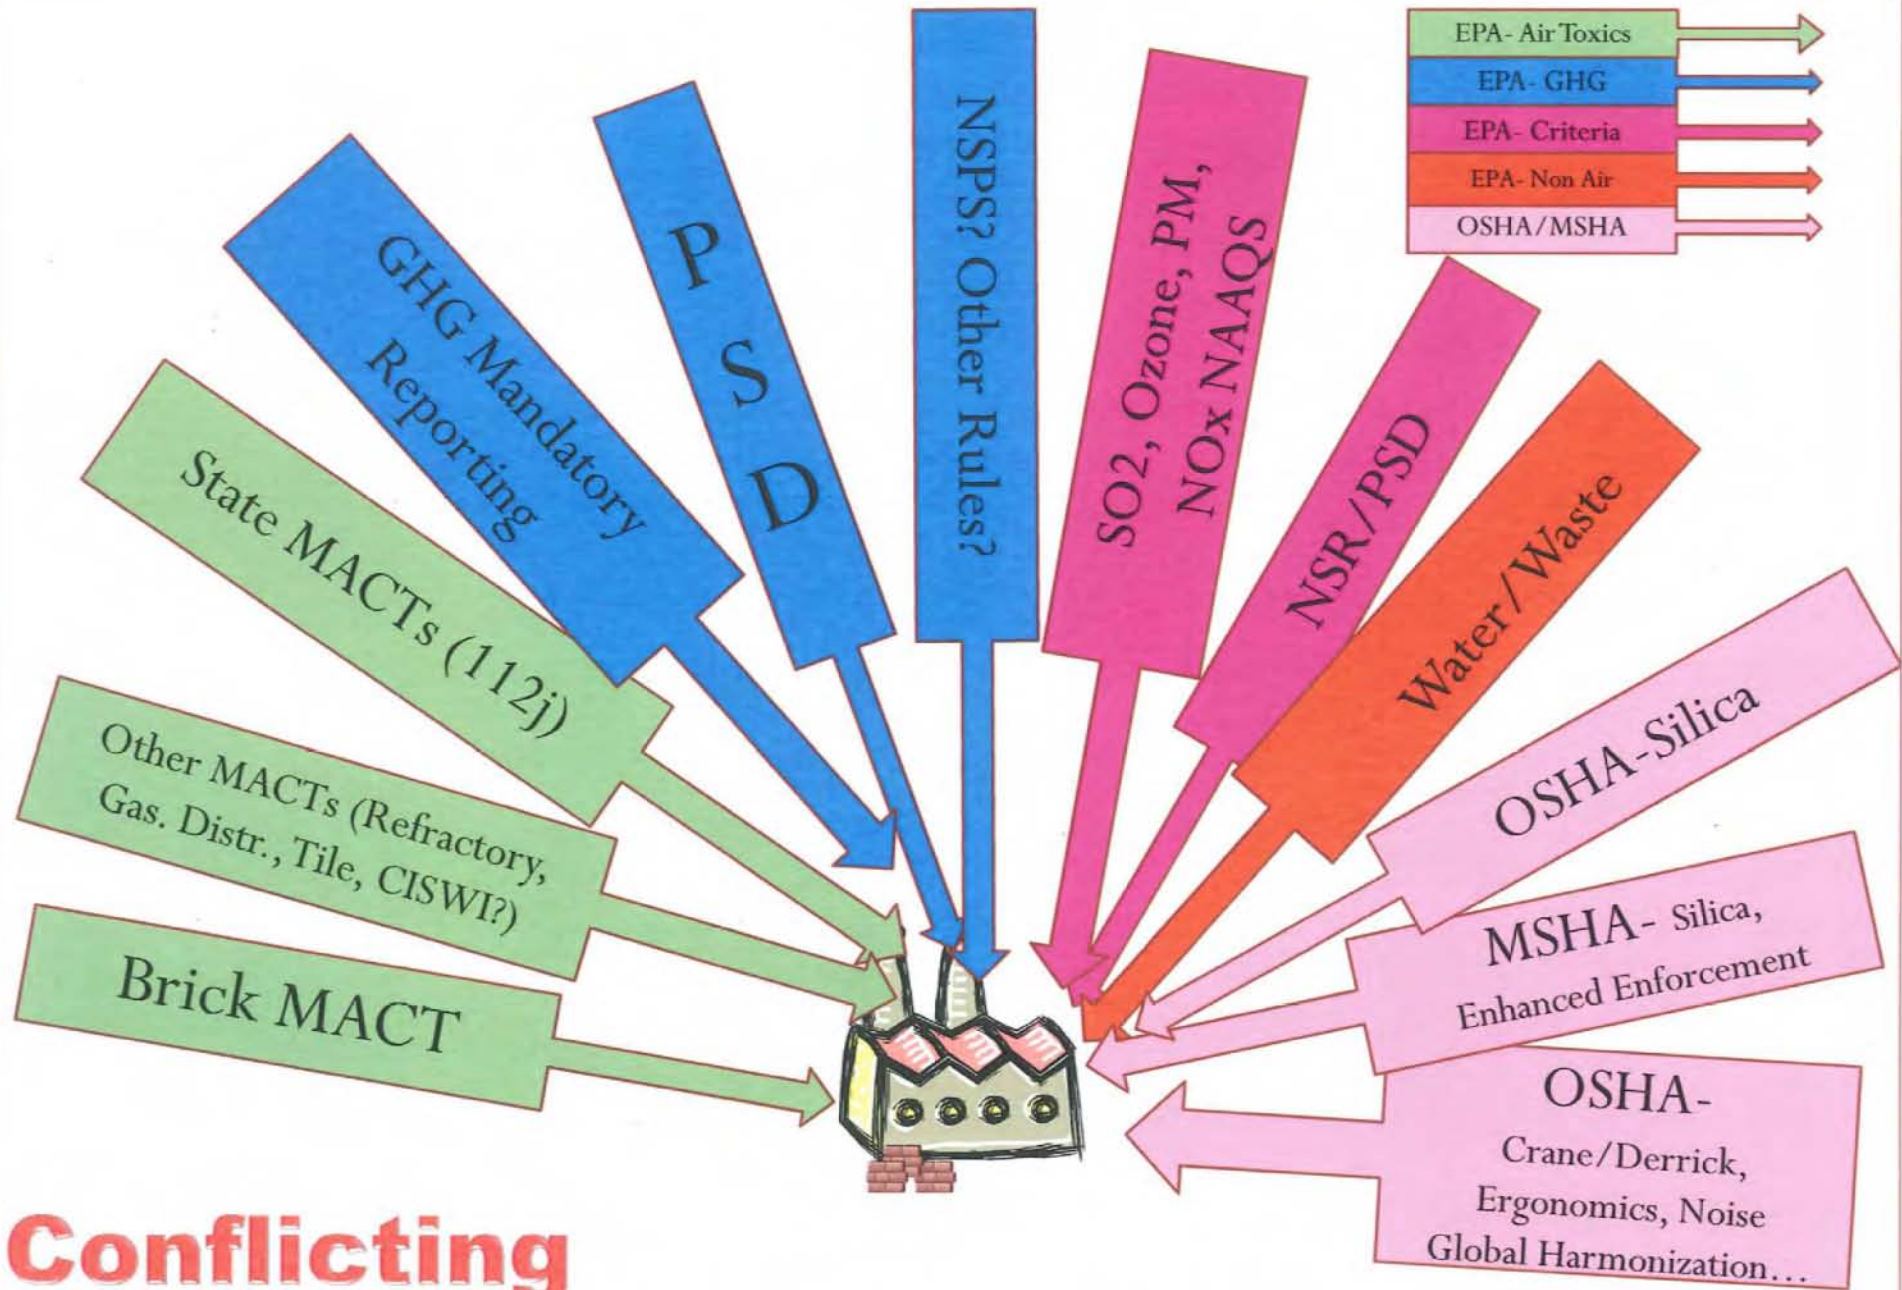 EPA- Air Toxics
EPA- GHG
EPA- Criteria
EPA- Non Air
OSHA/MSHA
Brick MACT
Other MACTs (Refractory,
Gas. Distr., Tile, CISWI?)
State MACTs (112j)
GHG Mandatory
Reporting
P
S
D
NSPS? Other Rules?
SO2, Ozone, PM,
NOx NAAQS
NSR/PSD
Water/Waste
OSHA-Silica
MSHA- Silica,
Enhanced Enforcement
OSHA-
Crane/Derrick,
Ergonomics, Noise
Global Harmonization...
Conflicting